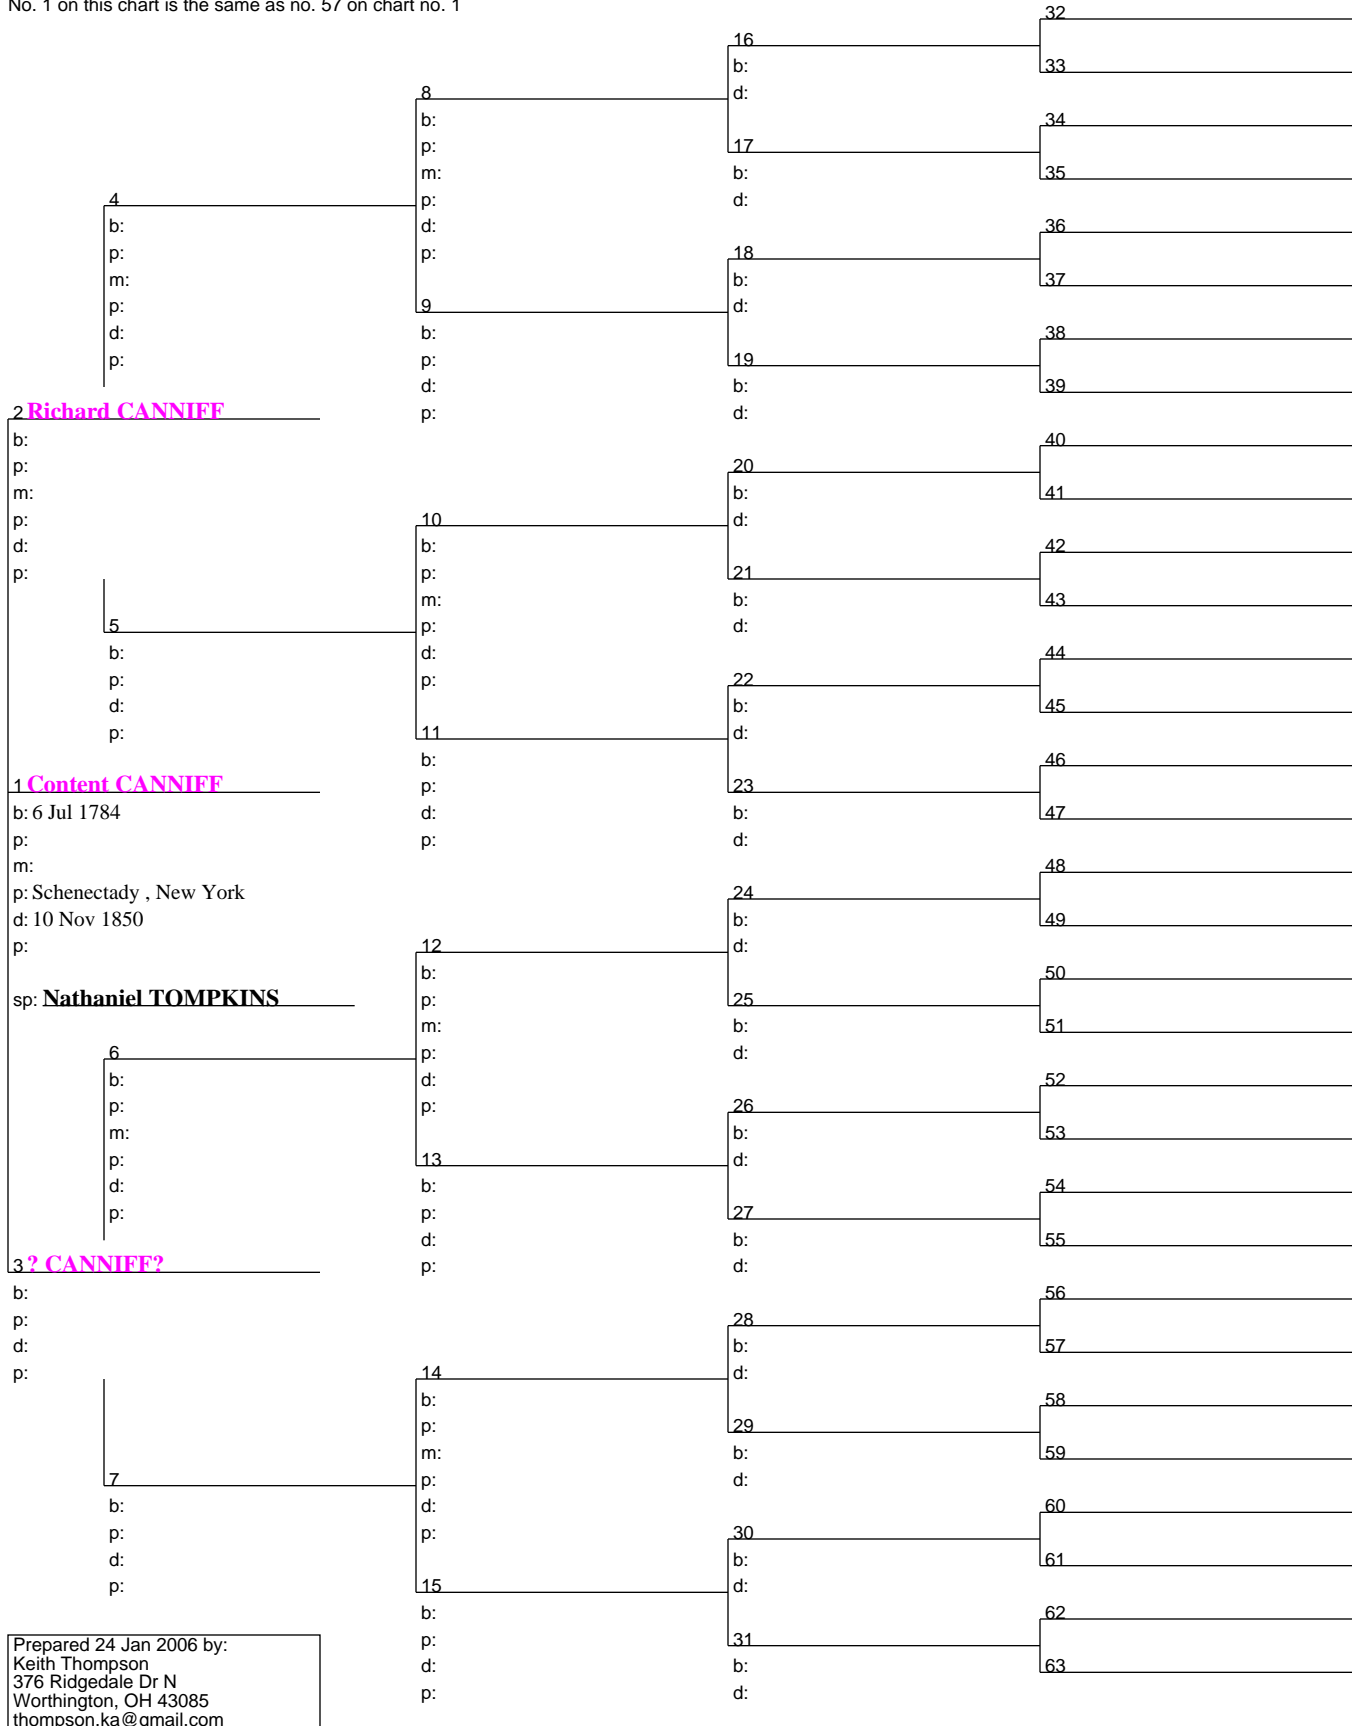 No. 1 on this chart is the same as no. 57 on chart no. 1
2 Richard CANNIFF
b:
p:
m:
p:
d:
p:
1 Content CANNIFF
b: 6 Jul 1784
p:
m:
p: Schenectady , New York
d: 10 Nov 1850
p:
sp: Nathaniel TOMPKINS
3 ? CANNIFF?
b:
p:
d:
p:
4
b:
p:
m:
p:
d:
p:
5
b:
p:
d:
p:
6
b:
p:
m:
p:
d:
p:
7
b:
p:
d:
p:
8
b:
p:
m:
p:
d:
p:
9
b:
p:
d:
p:
10
b:
p:
m:
p:
d:
p:
11
b:
p:
d:
p:
12
b:
p:
m:
p:
d:
p:
13
b:
p:
d:
p:
14
b:
p:
m:
p:
d:
p:
15
b:
p:
d:
p:
16
b:
d:
17
b:
d:
18
b:
d:
19
b:
d:
20
b:
d:
21
b:
d:
22
b:
d:
23
b:
d:
24
b:
d:
25
b:
d:
26
b:
d:
27
b:
d:
28
b:
d:
29
b:
d:
30
b:
d:
31
b:
d:
32
33
34
35
36
37
38
39
40
41
42
43
44
45
46
47
48
49
50
51
52
53
54
55
56
57
58
59
60
61
62
63
Prepared 24 Jan 2006 by:
Keith Thompson
376 Ridgedale Dr N
Worthington, OH 43085
thompson.ka@gmail.com